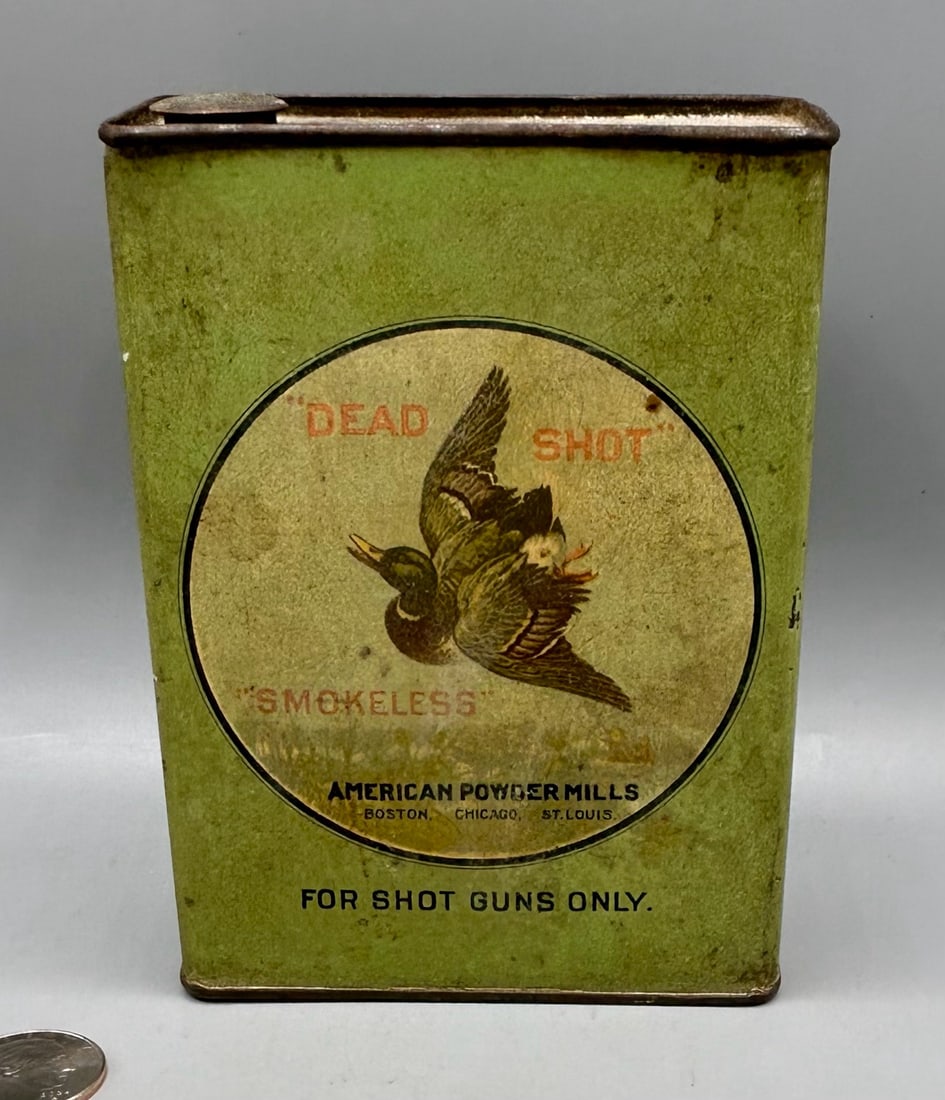 "DEAD SHOT"
"SMOKELESS"
AMERICAN POWDER MILLS
BOSTON, CHICAGO, ST. LOUIS.
FOR SHOT GUNS ONLY.